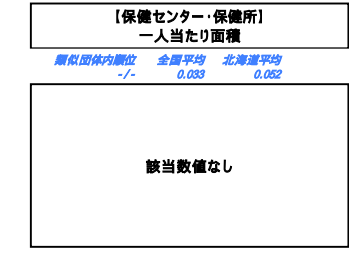 【保健センター・保健所】
一人当たり面積
類似団体内順位 全国平均 北海道平均
-/- 0.033 0.052
該当数値なし